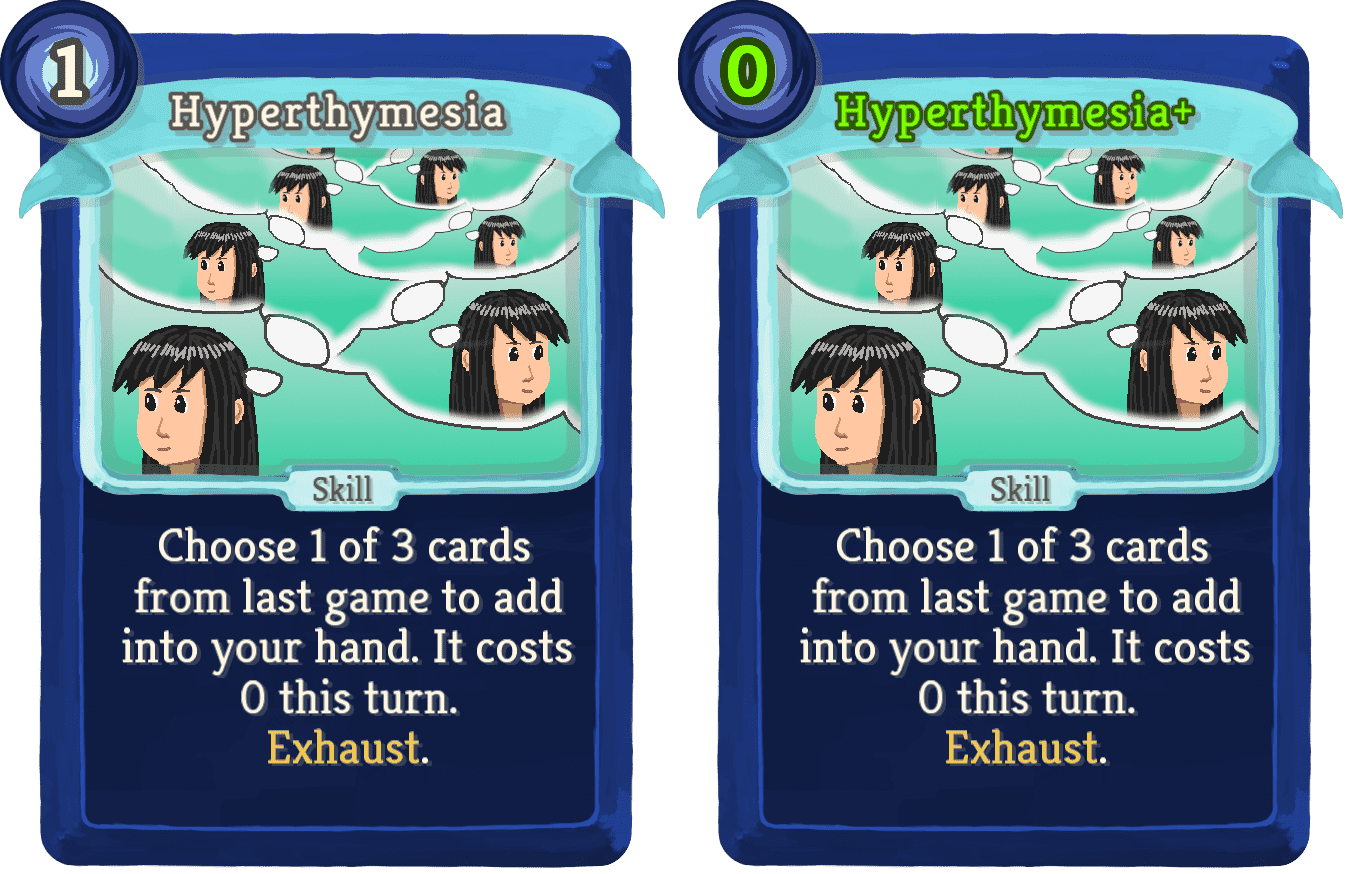 1
Hyperthymesia
Skill
Choose 1 of 3 cards
from last game to add
into your hand. It costs
0 this turn.
Exhaust.
0
Hyperthymesia+
Skill
Choose 1 of 3 cards
from last game to add
into your hand. It costs
0 this turn.
Exhaust.